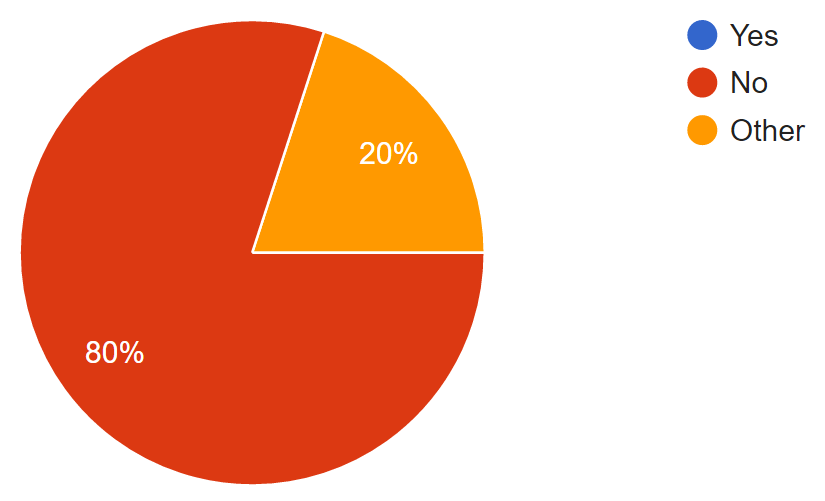 Yes
No
Other
20%
80%